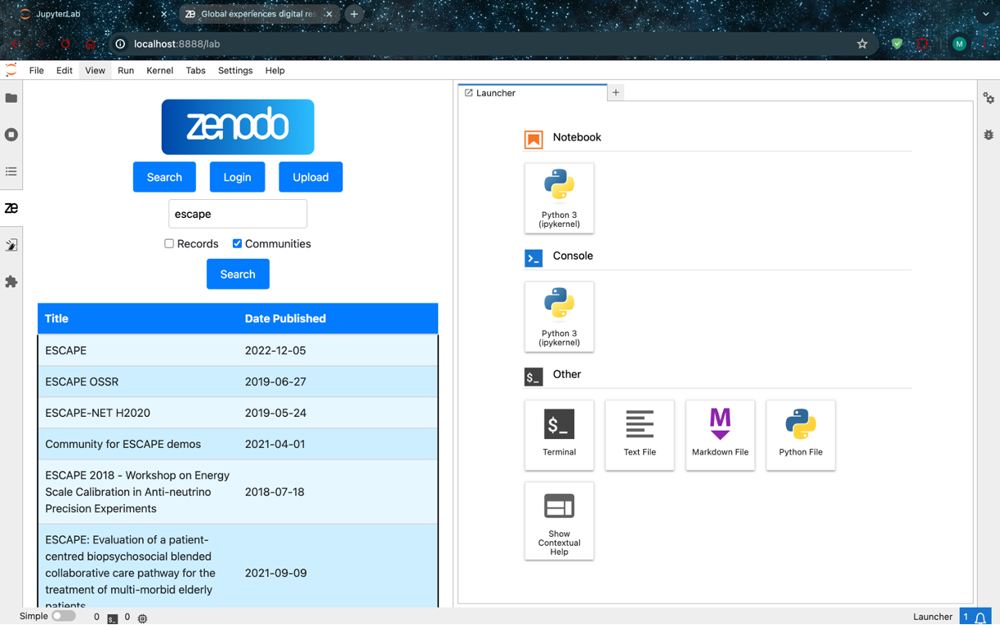 JupyterLab
Global experiences digital res
localhost:8888/lab
M
File Edit View Run Kernel Tabs Settings Help
zenodo
Search Login Upload
escape
Records Communities
Search
Title Date Published
ESCAPE 2022-12-05
ESCAPE OSSR 2019-06-27
ESCAPE-NET H2020 2019-05-24
Community for ESCAPE demos 2021-04-01
ESCAPE 2018 - Workshop on Energy
Scale Calibration in Anti-neutrino 2018-07-18
Precision Experiments
ESCAPE: Evaluation of a patient-
centred biopsychosocial blended
collaborative care pathway for the 2021-09-09
treatment of multi-morbid elderly
patients
ze
Launcher
Notebook
Python 3
(ipykernel)
Console
Python 3
(ipykernel)
Other
$_
Terminal
Text File
M
Markdown File
Python File
Show
Contextual
Help
Simple 0 0 Launcher 1